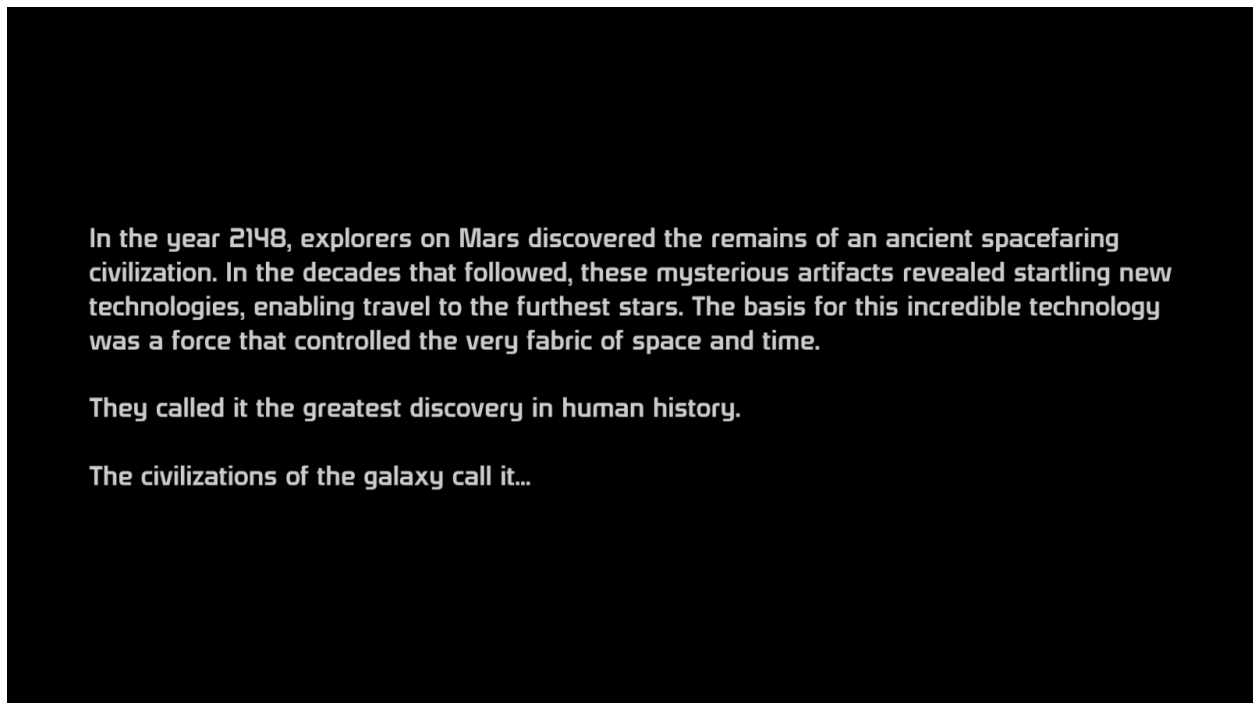 In the year 2148, explorers on Mars discovered the remains of an ancient spacefaring
civilization. In the decades that followed, these mysterious artifacts revealed startling new
technologies, enabling travel to the furthest stars. The basis for this incredible technology
was a force that controlled the very fabric of space and time.
They called it the greatest discovery in human history.
The civilizations of the galaxy call it...